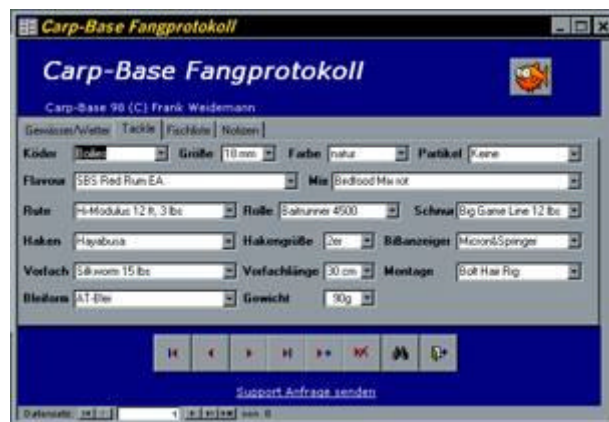 Carp-Base Fangprotokoll
Carp-Base Fangprotokoll
Carp-Base 98 (C) Frank Weidemann
Gewässer/Wetter Tackle Fischliste Notizen
Köder Boilies Größe 18 mm Farbe natur Partikel Keine
Flavour SBS Red Rum EA Mix Birdfood Mix rot
Rute Hi-Modulus 12 ft, 3 lbs Rolle Baitrunner 4500 Schnur Big Game Line 12 lbs
Haken Hayabusa Hakengröße 2er Bißanzeiger Micron&Springer
Vorfach Silkworm 15 lbs Vorfachlänge 30 cm Montage Bolt Hair Rig
Bleiform AT-Blei Gewicht 90g
Support Anfrage senden
Datensatz: 1 von 8